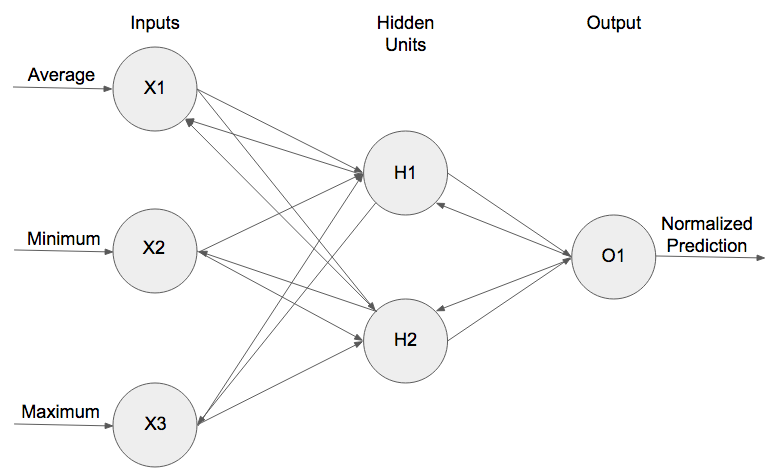 Inputs
Hidden
Units
Output
Average
X1
H1
Minimum
X2
Normalized
Prediction
O1
H2
Maximum
X3